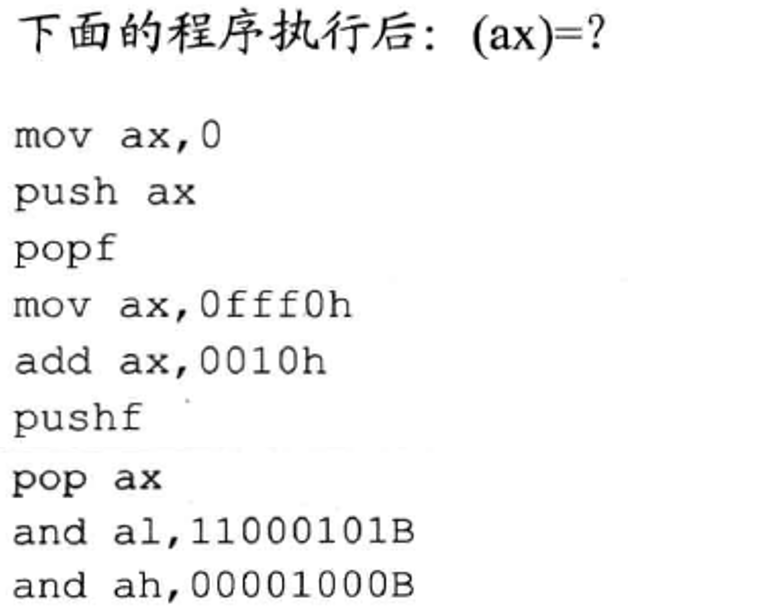 下面的程序执行后：(ax)=?
mov ax,0
push ax
popf
mov ax,0fff0h
add ax,0010h
pushf
pop ax
and al,11000101B
and ah,00001000B